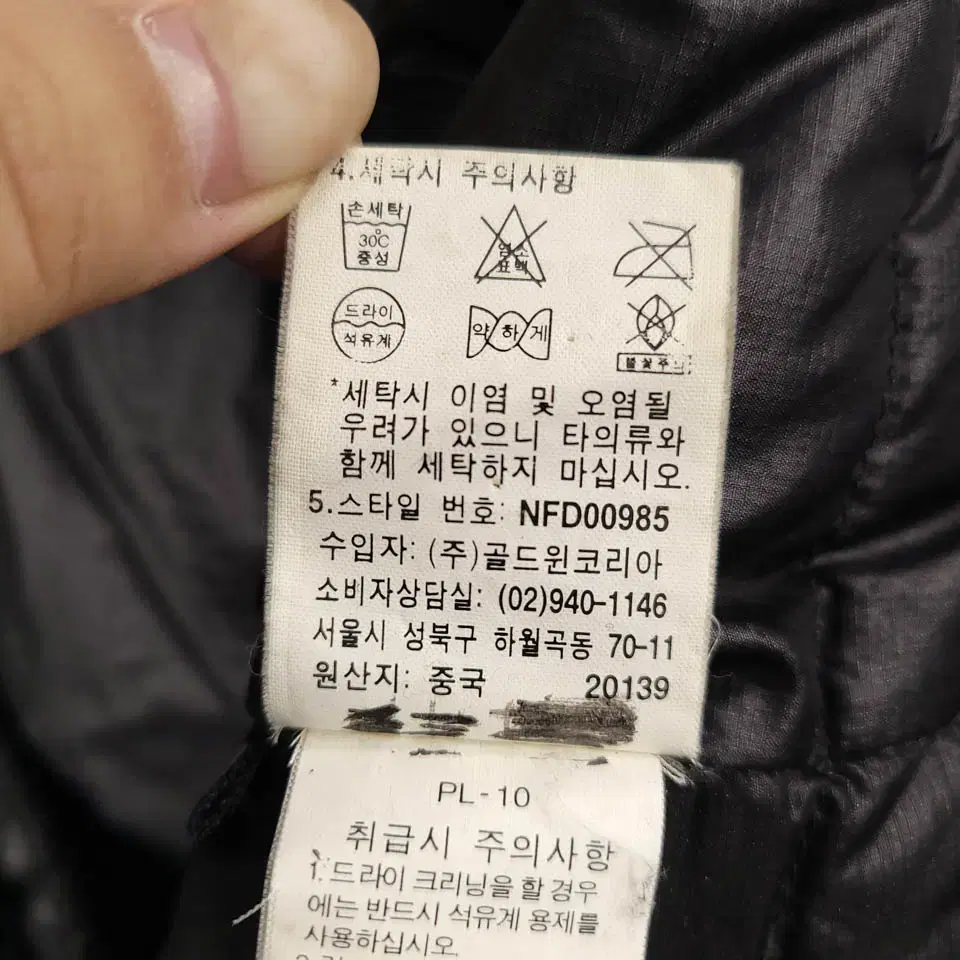 4.세탁시 주의사항
손세탁
30℃
중성
염소
표백
드라이
석유계
약하게
불꽃주의
*세탁시 이염 및 오염될
우려가 있으니 타의류와
함께 세탁하지 마십시오.
5.스타일 번호: NFD00985
수입자: (주)골드윈코리아
소비자상담실: (02)940-1146
서울시 성북구 하월곡동 70-11
원산지: 중국 20139
PL-10
취급시 주의사항
1.드라이 크리닝을 할 경우
에는 반드시 석유계 용제를
사용하십시오.